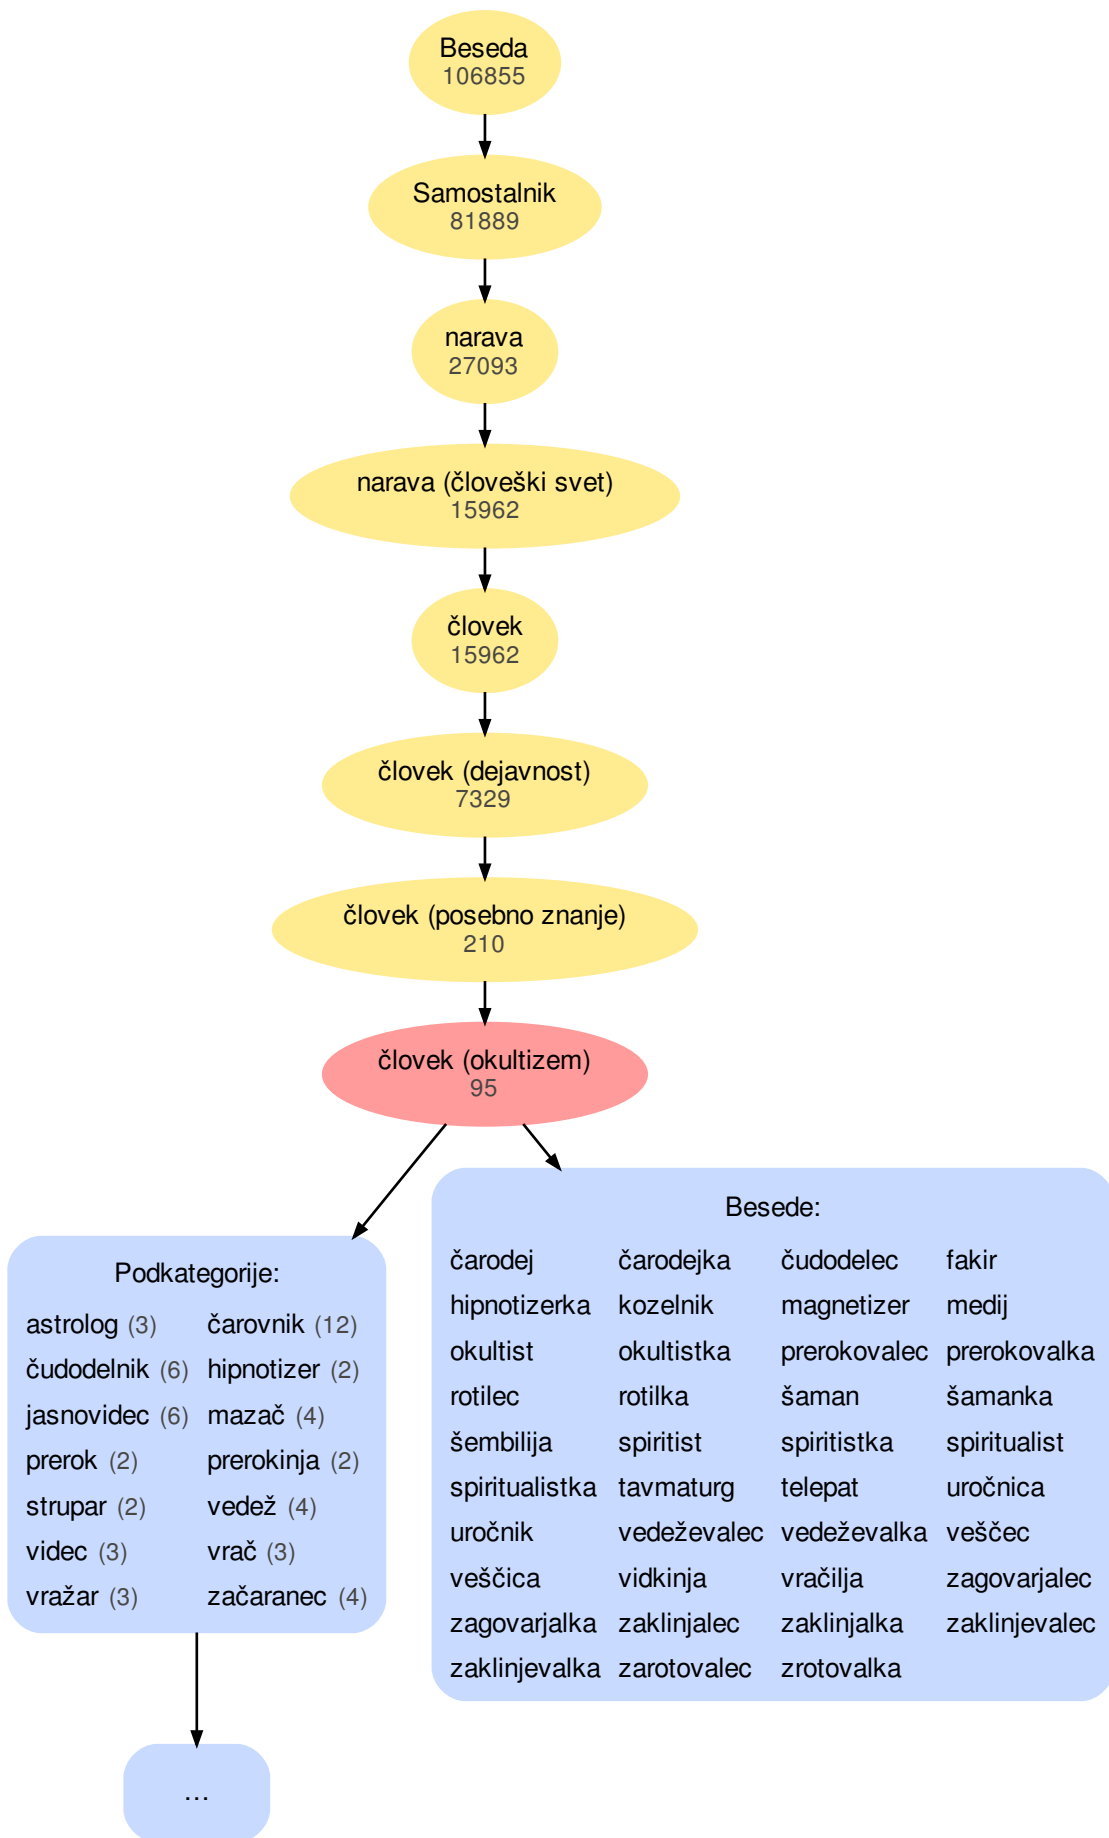 Beseda
106855
Samostalnik
81889
narava
27093
narava (človeški svet)
15962
človek
15962
človek (dejavnost)
7329
človek (posebno znanje)
210
človek (okultizem)
95
Podkategorije:
astrolog (3) čarovnik (12)
čudodelnik (6) hipnotizer (2)
jasnovidec (6) mazač (4)
prerok (2) prerokinja (2)
strupar (2) vedež (4)
videc (3) vrač (3)
vražar (3) začaranec (4)
...
Besede:
čarodej čarodejka čudodelec fakir
hipnotizerka kozelnik magnetizer medij
okultist okultistka prerokovalec prerokovalka
rotilec rotilka šaman šamanka
šembilija spiritist spiritistka spiritualist
spiritualistka tavmaturg telepat uročnica
uročnik vedeževalec vedeževalka veščec
veščica vidkinja vračilja zagovarjalec
zagovarjalka zaklinjalec zaklinjalka zaklinjevalec
zaklinjevalka zarotovalec zrotovalka